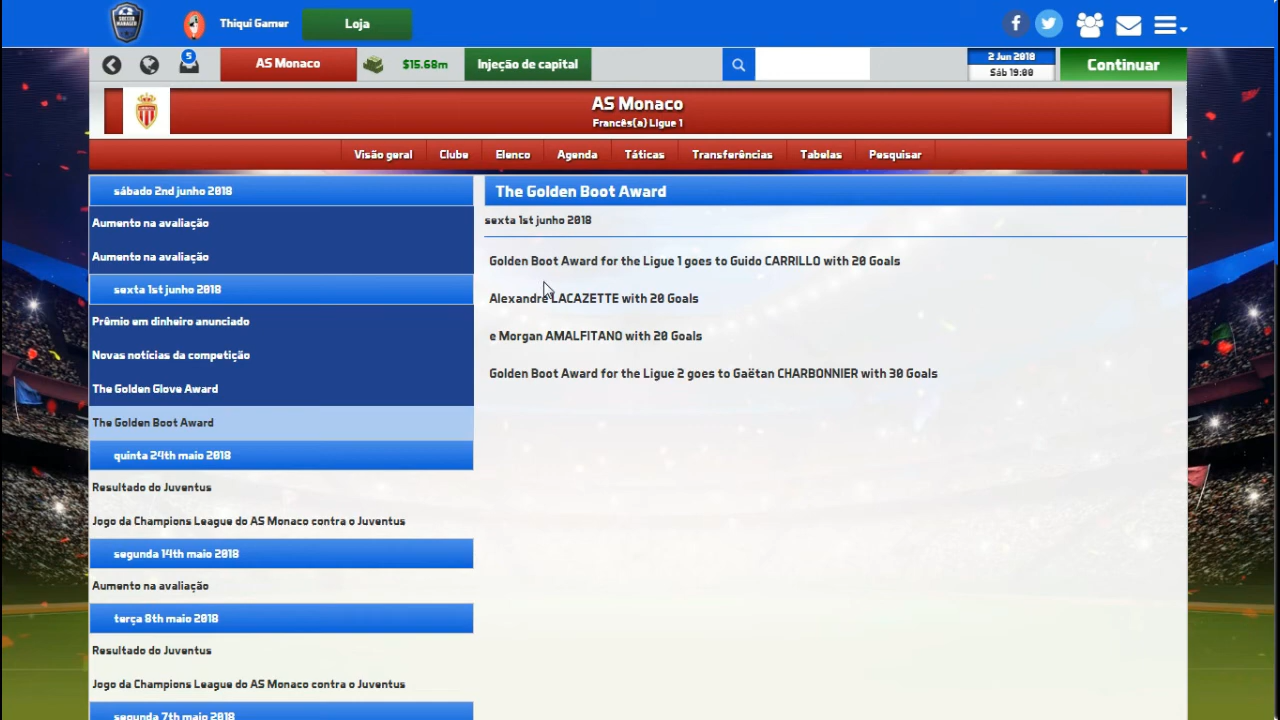 SOCCER MANAGER
Thiqui Gamer
Loja
5
AS Monaco
$15.68m
Injeção de capital
2 Jun 2018
Sáb 19:00
Continuar
AS Monaco
Francês(a) Ligue 1
Visão geral
Clube
Elenco
Agenda
Táticas
Transferências
Tabelas
Pesquisar
sábado 2nd junho 2018
Aumento na avaliação
Aumento na avaliação
sexta 1st junho 2018
Prêmio em dinheiro anunciado
Novas notícias da competição
The Golden Glove Award
The Golden Boot Award
quinta 24th maio 2018
Resultado do Juventus
Jogo da Champions League do AS Monaco contra o Juventus
segunda 14th maio 2018
Aumento na avaliação
terça 8th maio 2018
Resultado do Juventus
Jogo da Champions League do AS Monaco contra o Juventus
segunda 7th maio 2018
The Golden Boot Award
sexta 1st junho 2018
Golden Boot Award for the Ligue 1 goes to Guido CARRILLO with 20 Goals
Alexandre LACAZETTE with 20 Goals
e Morgan AMALFITANO with 20 Goals
Golden Boot Award for the Ligue 2 goes to Gaëtan CHARBONNIER with 30 Goals